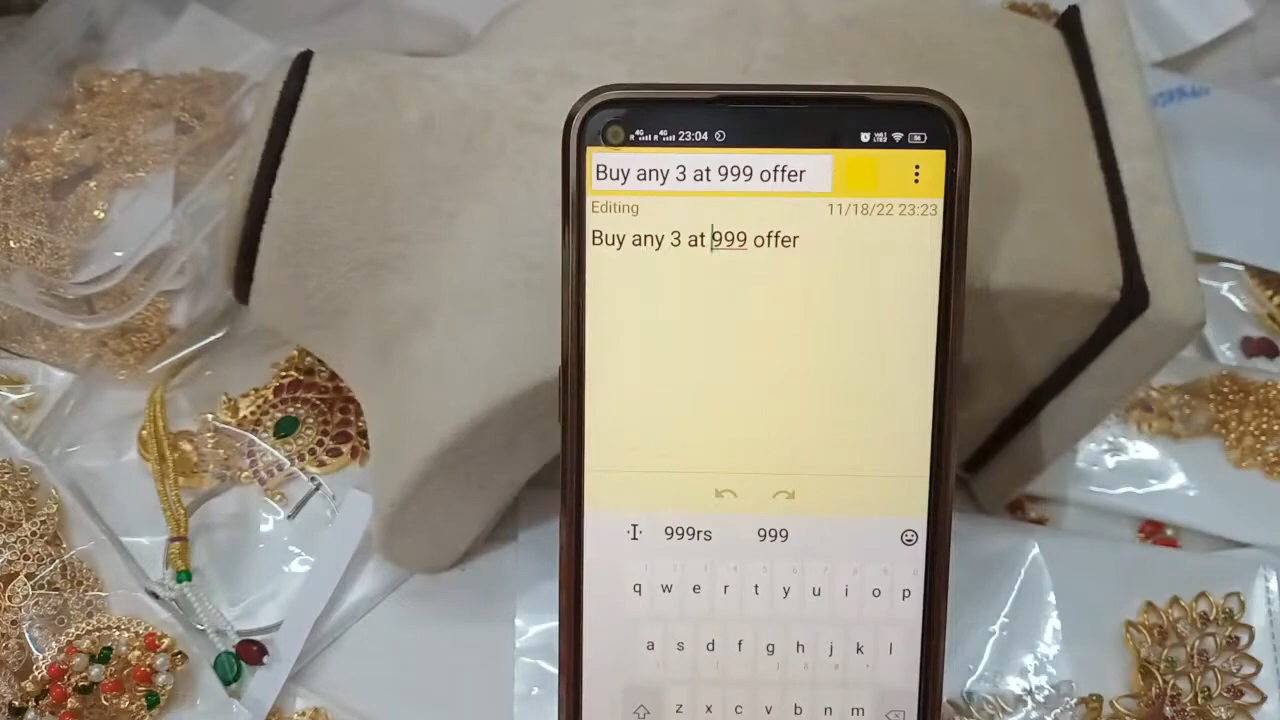 23:04
56
Buy any 3 at 999 offer
Editing
11/18/22 23:23
Buy any 3 at 999 offer
999rs
999
q w e r t y u i o p
a s d f g h j k l
z x c v b n m